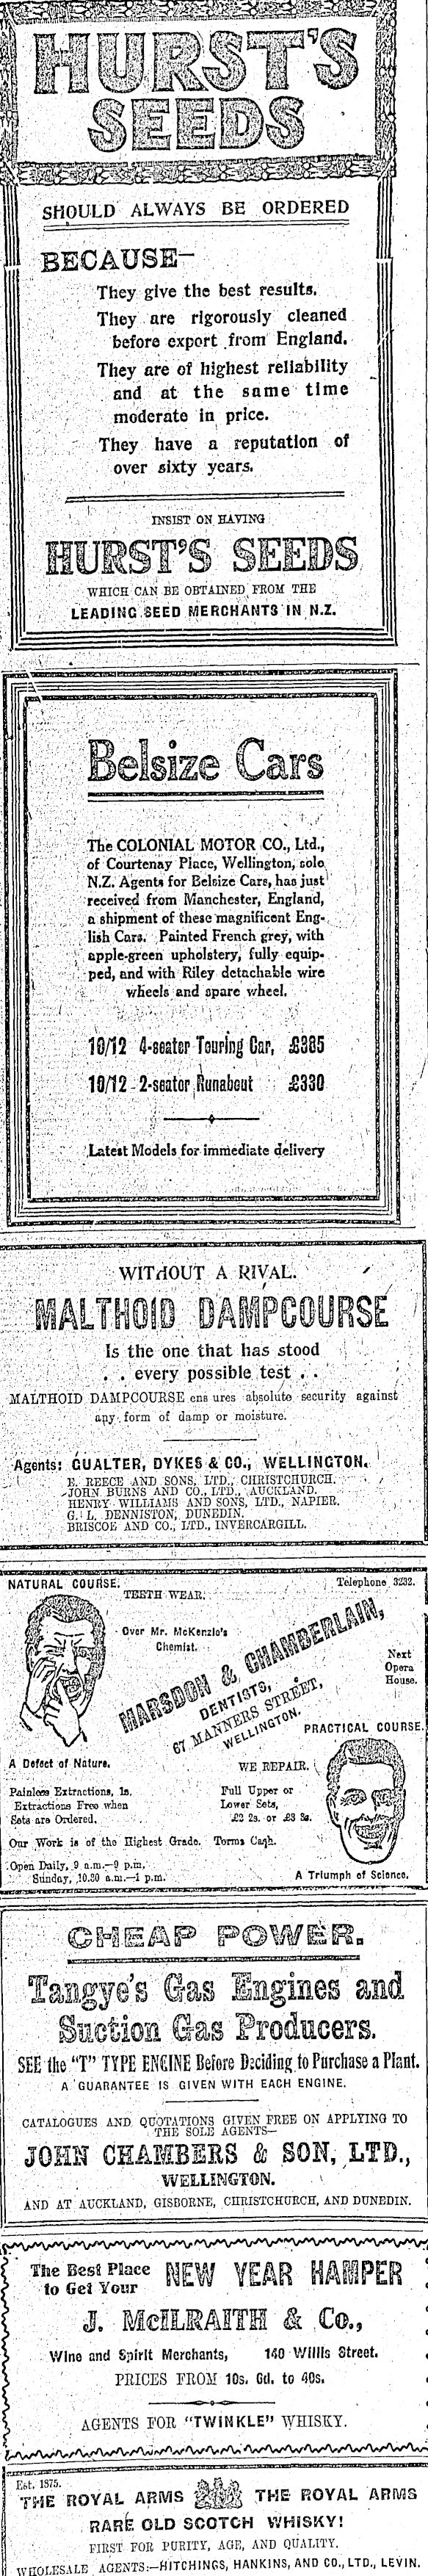 HURST'S
SEEDS
SHOULD ALWAYS BE ORDERED
BECAUSE—
They give the best results.
They are rigorously cleaned
before export from England.
They are of highest reliability
and at the same time
moderate in price.
They have a reputation of
over sixty years.
INSIST ON HAVING
HURST'S SEEDS
WHICH CAN BE OBTAINED FROM THE
LEADING SEED MERCHANTS IN N.Z.
Belsize Cars
The COLONIAL MOTOR CO., Ltd.,
of Courtenay Place, Wellington, sole
N.Z. Agents for Belsize Cars, has just
received from Manchester, England,
a shipment of these magnificent Eng-
lish Cars. Painted French grey, with
apple-green upholstery, fully equip-
ped, and with Riley detachable wire
wheels and spare wheel.
10/12 4-seater Touring Car, £385
10/12 2-seater Runabout £330
Latest Models for immediate delivery
WITHOUT A RIVAL.
MALTHOID DAMPCOURSE
Is the one that has stood
. . every possible test . .
MALTHOID DAMPCOURSE ensures absolute security against
any form of damp or moisture.
Agents: GUALTER, DYKES & CO., WELLINGTON.
E. REECE AND SONS, LTD., CHRISTCHURCH.
JOHN BURNS AND CO., LTD., AUCKLAND.
HENRY WILLIAMS AND SONS, LTD., NAPIER.
G. L. DENNISTON, DUNEDIN.
BRISCOE AND CO., LTD., INVERCARGILL.
NATURAL COURSE.
TEETH WEAR.
Telephone 3232.
Over Mr. McKenzie's
Chemist.
MARSDON & CHAMBERLAIN,
DENTISTS,
67 MANNERS STREET,
WELLINGTON.
Next
Opera
House.
PRACTICAL COURSE.
A Defect of Nature.
WE REPAIR.
Painless Extractions, 1s.
Extractions Free when
Sets are Ordered.
Full Upper or
Lower Sets,
£2 2s. or £3 3s.
Our Work is of the Highest Grade. Terms Cash.
Open Daily, 9 a.m.—9 p.m.
Sunday, 10.30 a.m.—1 p.m.
A Triumph of Science.
CHEAP POWER.
Tangye's Gas Engines and
Suction Gas Producers.
SEE the "T" TYPE ENGINE Before Deciding to Purchase a Plant.
A GUARANTEE IS GIVEN WITH EACH ENGINE.
CATALOGUES AND QUOTATIONS GIVEN FREE ON APPLYING TO
THE SOLE AGENTS—
JOHN CHAMBERS & SON, LTD.,
WELLINGTON.
AND AT AUCKLAND, GISBORNE, CHRISTCHURCH, AND DUNEDIN.
The Best Place
to Get Your
NEW YEAR HAMPER
J. McILRAITH & Co.,
Wine and Spirit Merchants, 140 Willis Street.
PRICES FROM 10s. 6d. to 40s.
AGENTS FOR "TWINKLE" WHISKY.
Est. 1875.
THE ROYAL ARMS THE ROYAL ARMS
RARE OLD SCOTCH WHISKY!
FIRST FOR PURITY, AGE, AND QUALITY.
WHOLESALE AGENTS:—HITCHINGS, HANKINS, AND CO., LTD., LEVIN.